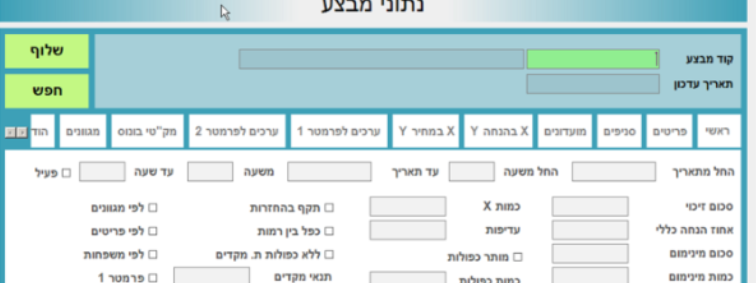 נתוני מבצע
קוד מבצע
שלוף
תאריך עדכון
חפש
ראשי פריטים סניפים מועדונים X בהנחה Y X במחיר Y ערכים לפרמטר 1 ערכים לפרמטר 2 מק"טי בונוס מגוונים הוד
החל מתאריך החל משעה עד תאריך משעה עד שעה פעיל
סכום זיכוי כמות X תקף בהחזרות לפי מגוונים
אחוז הנחה כללי עדיפות כפל בין רמות לפי פריטים
סכום מינימום מותר כפולות ללא כפולות ת. מקדים לפי משפחות
כמות מינימום כמות כפולות תנאי מקדים פרמטר 1